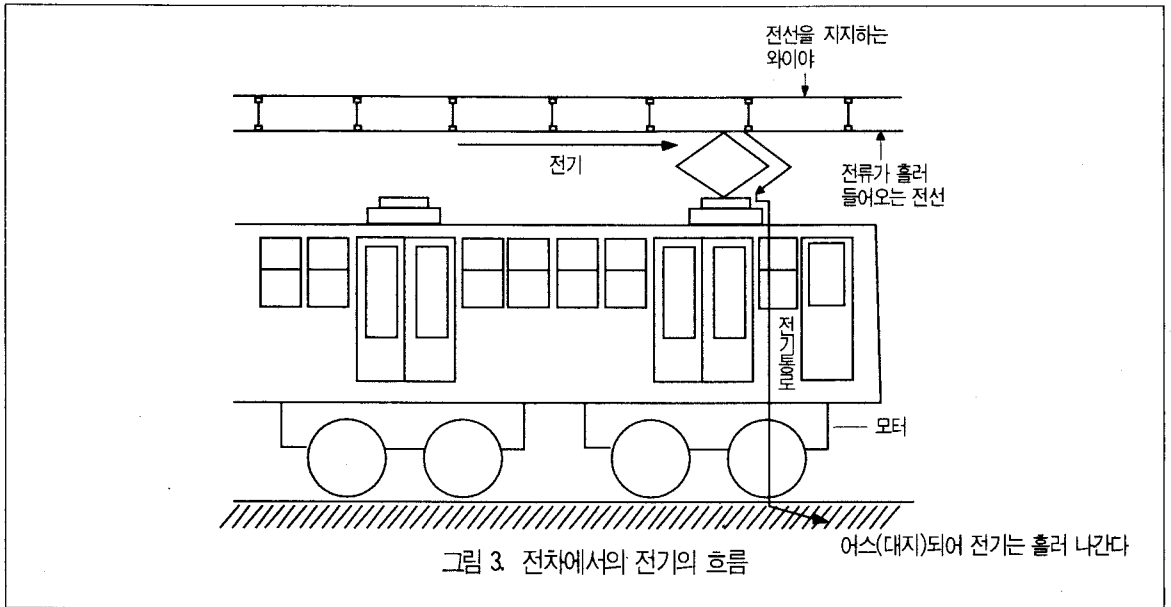 전선을 지지하는
와이야
전기
전류가 흘러
들어오는 전선
전기통로
모터
어스(대지)되어 전기는 흘러 나간다
그림 3. 전차에서의 전기의 흐름